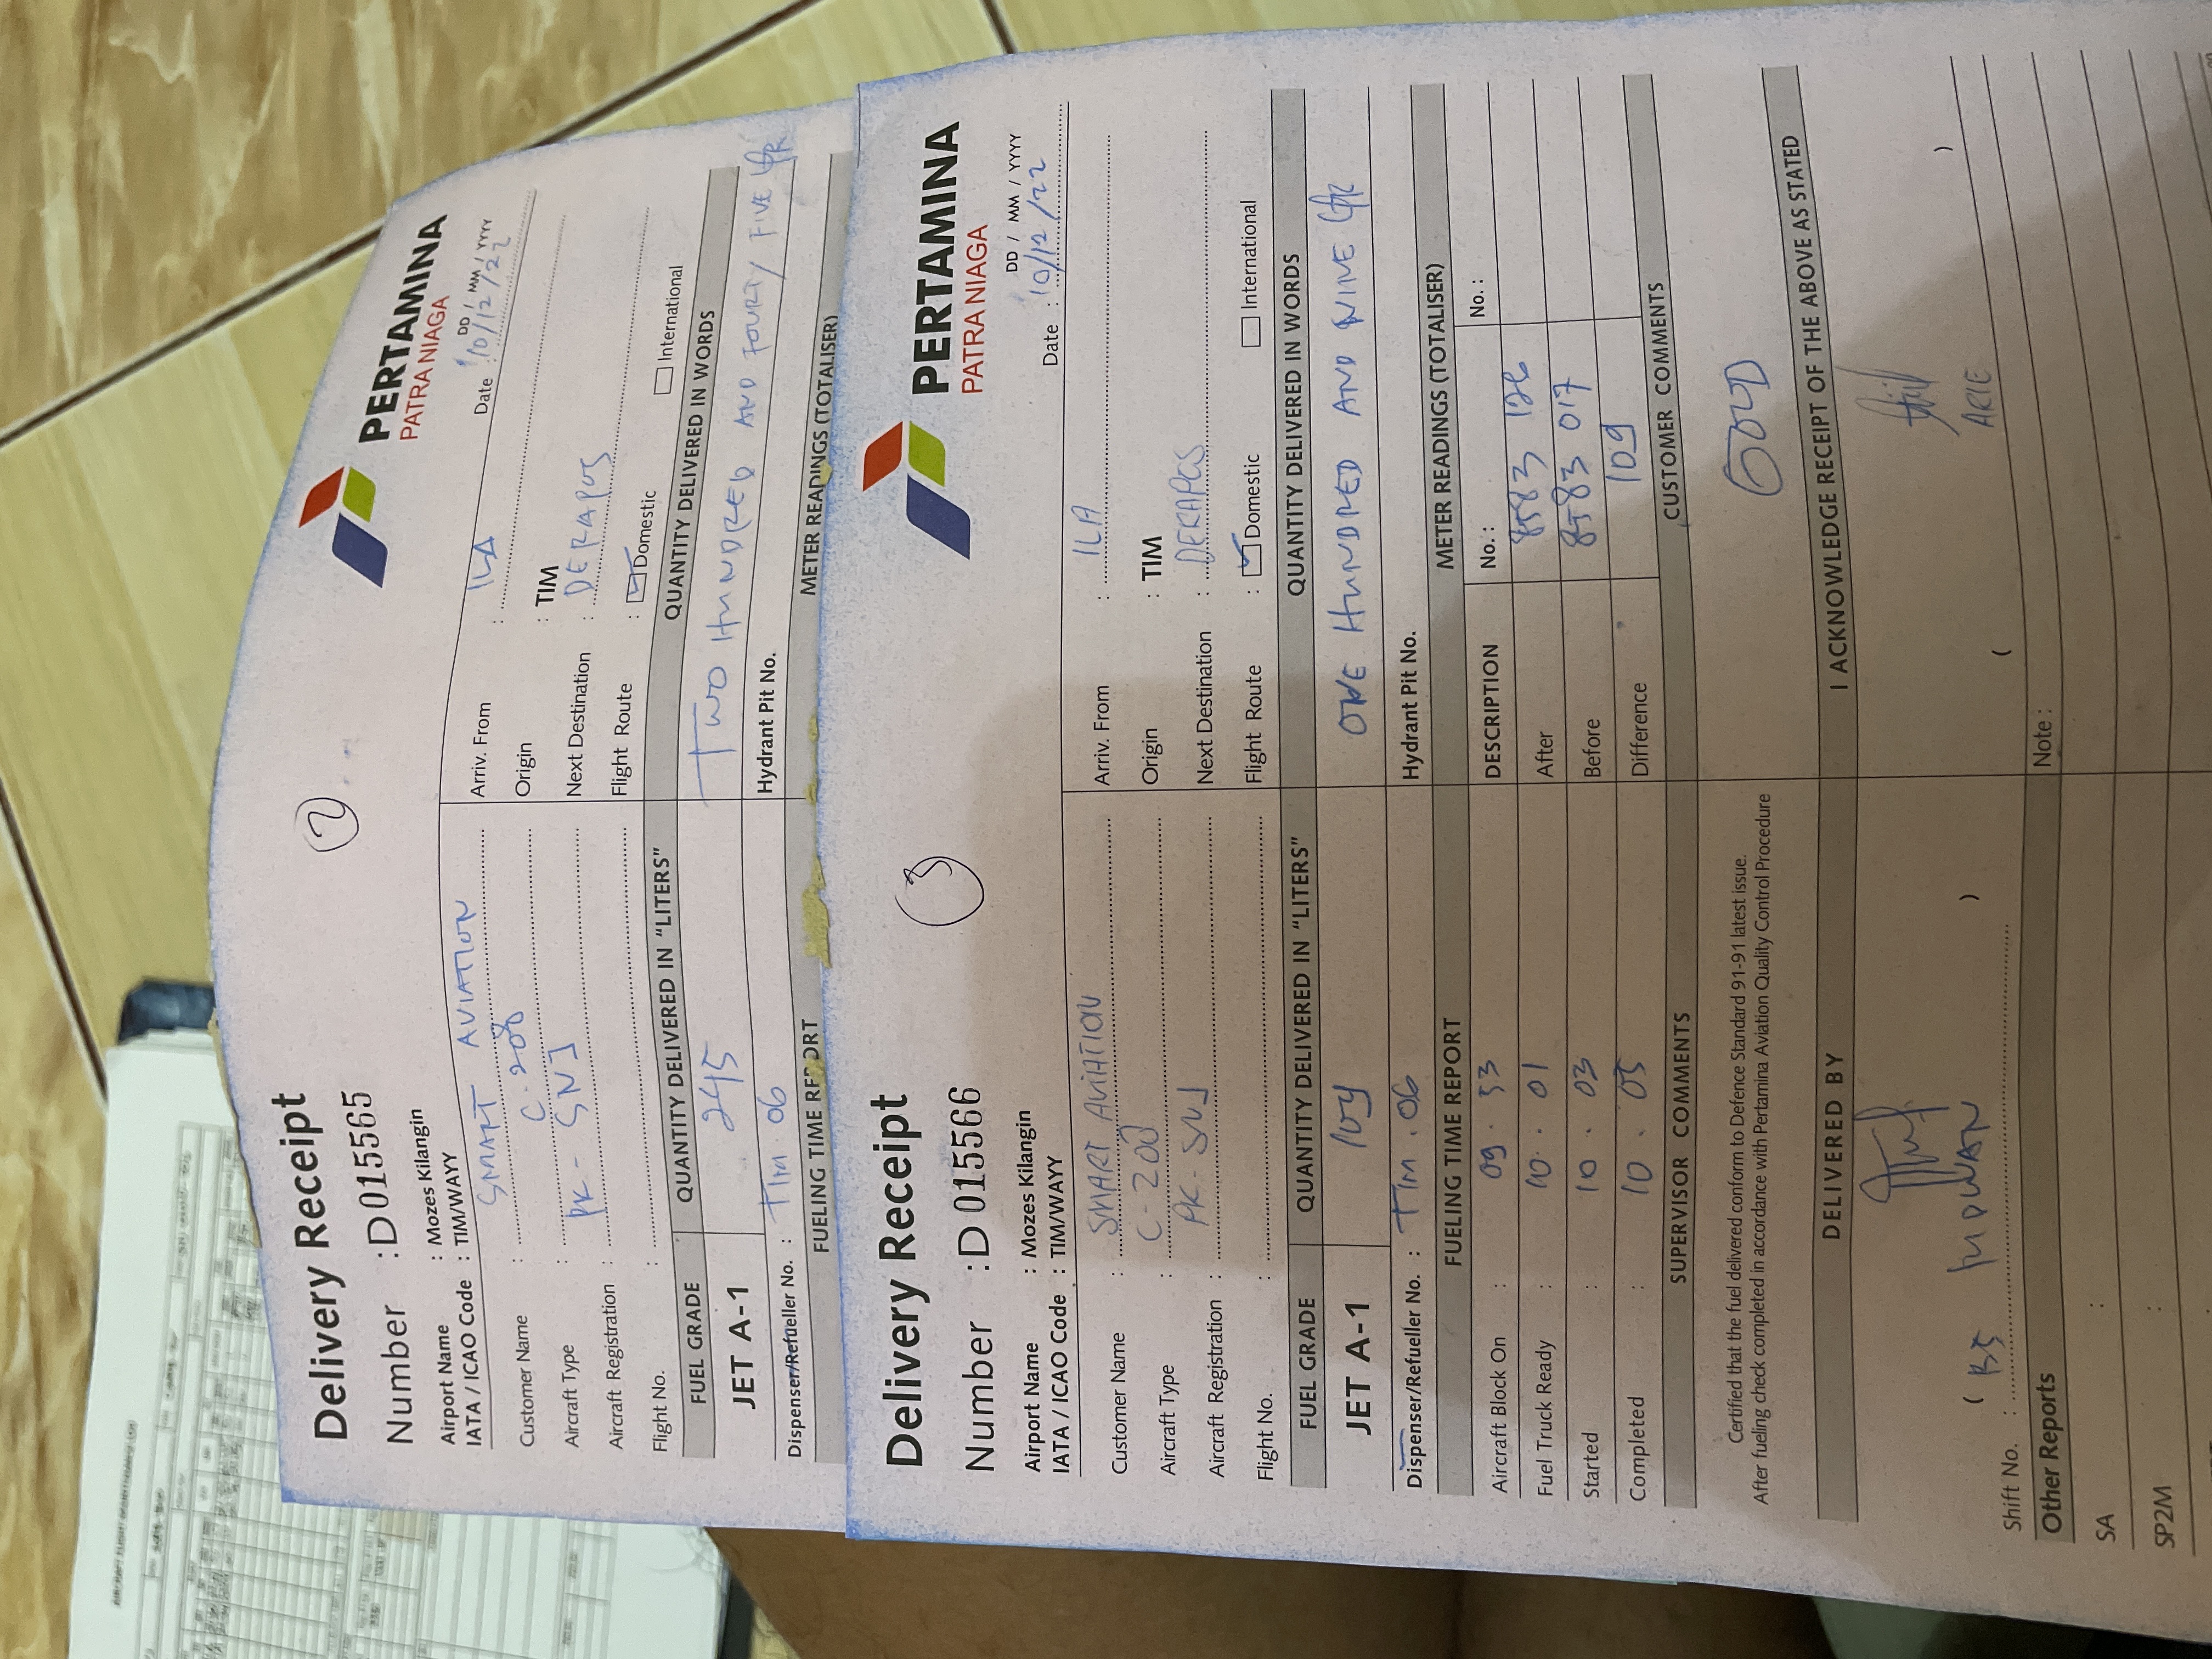 Delivery Receipt
2
PERTAMINA
PATRA NIAGA
Number : D 015565
DD / MM / YYYY
Date : 10/12/22
Airport Name : Mozes Kilangin
IATA / ICAO Code : TIM/WAYY
Customer Name : SMART AVIATION
Arriv. From : ILA
Aircraft Type : C. 208
Origin : TIM
Aircraft Registration : PK - SNJ
Next Destination : DERAPOS
Flight No. :
Flight Route : Domestic International
FUEL GRADE QUANTITY DELIVERED IN "LITERS" QUANTITY DELIVERED IN WORDS
JET A-1 245 TWO HUNDRED AND FOURTY FIVE
Dispenser/Refueller No. : TIM . 06 Hydrant Pit No.
FUELING TIME REPORT METER READINGS (TOTALISER)
Delivery Receipt
3
PERTAMINA
PATRA NIAGA
Number : D 015566
DD / MM / YYYY
Date : 10/12/22
Airport Name : Mozes Kilangin
IATA / ICAO Code : TIM/WAYY
Customer Name : SMART AVIATION
Arriv. From : ILA
Aircraft Type : C - 208
Origin : TIM
Aircraft Registration : PK - SNJ
Next Destination : DERAPOS
Flight No. :
Flight Route : Domestic International
FUEL GRADE QUANTITY DELIVERED IN "LITERS" QUANTITY DELIVERED IN WORDS
JET A-1 109 ONE HUNDRED AND NINE
Dispenser/Refueller No. : TIM . 06 Hydrant Pit No.
FUELING TIME REPORT METER READINGS (TOTALISER)
Aircraft Block On : 09 . 53 DESCRIPTION No. : No. :
Fuel Truck Ready : 10 . 01 After 8583 126
Started : 10 . 03 Before 8583 017
Completed : 10 . 05 Difference 109
SUPERVISOR COMMENTS CUSTOMER COMMENTS
Certified that the fuel delivered conform to Defence Standard 91-91 latest issue.
After fueling check completed in accordance with Pertamina Aviation Quality Control Procedure
GOOD
DELIVERED BY I ACKNOWLEDGE RECEIPT OF THE ABOVE AS STATED
( )
( ARIE )
Shift No. :
Other Reports Note :
SA :
SP2M :